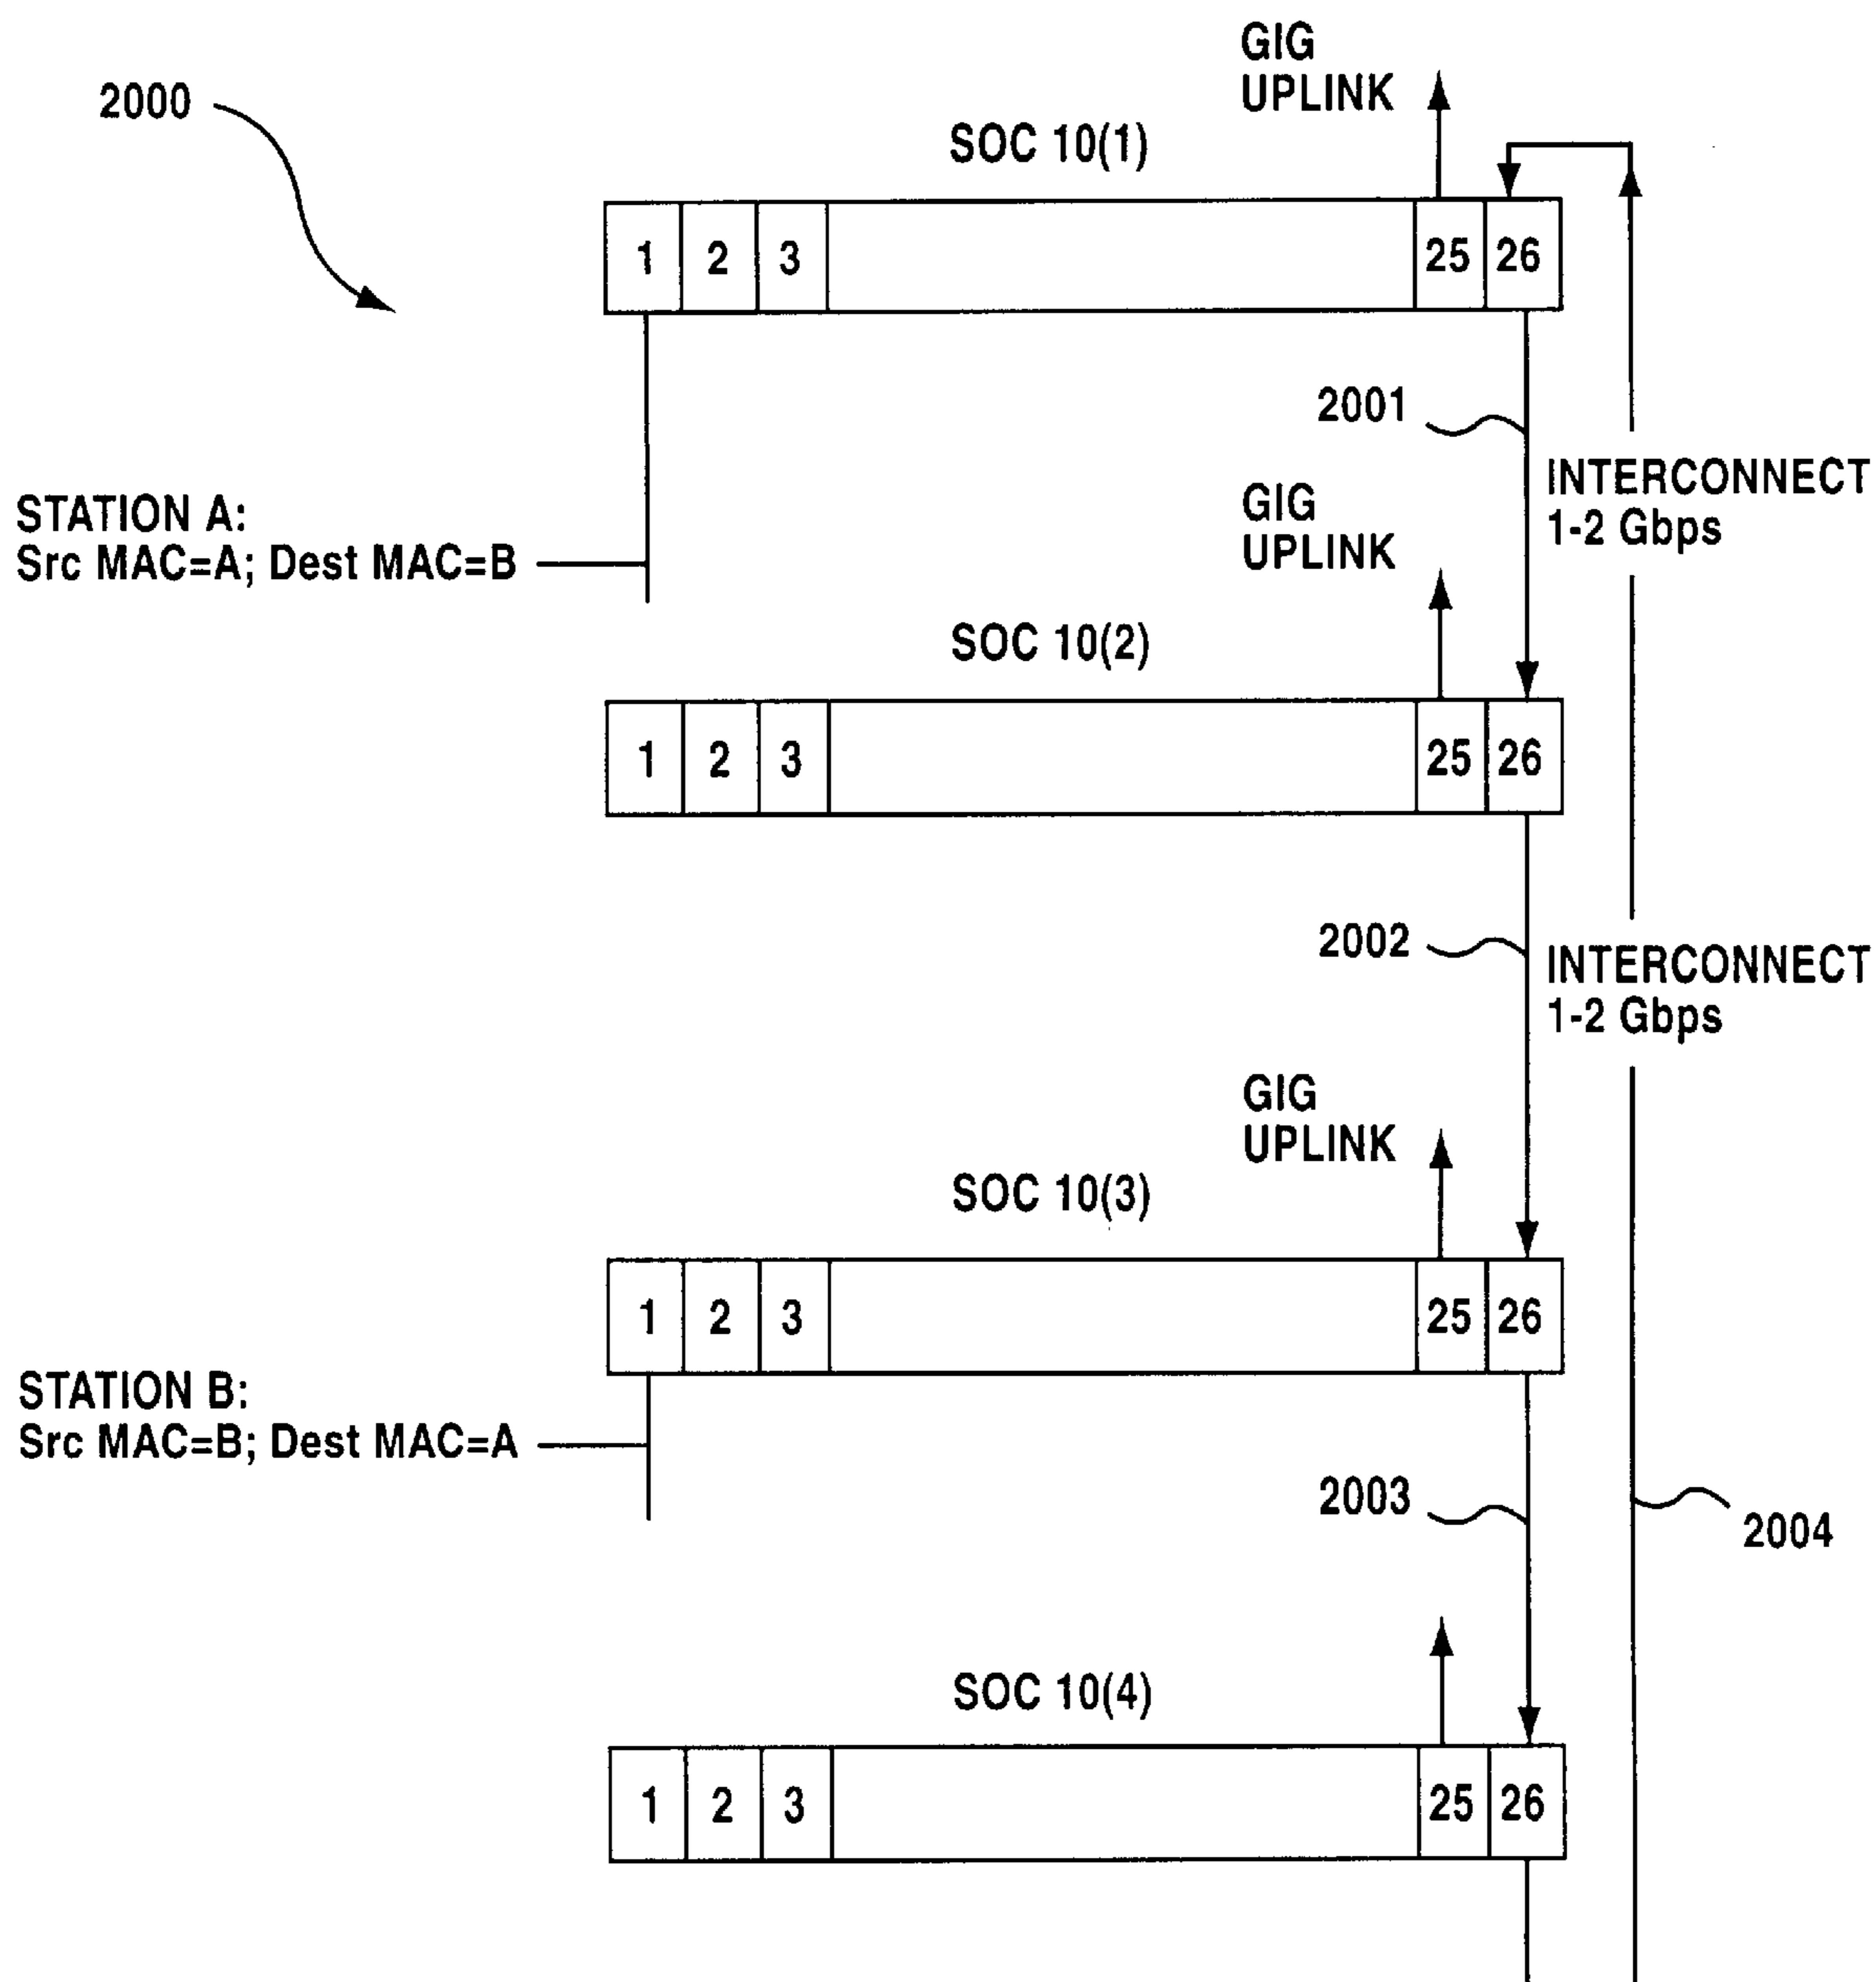 GIG
UPLINK
2000
SOC 10(1)
1 2 3 25 26
2001
INTERCONNECT
1-2 Gbps
STATION A:
Src MAC=A; Dest MAC=B
GIG
UPLINK
SOC 10(2)
1 2 3 25 26
2002
INTERCONNECT
1-2 Gbps
GIG
UPLINK
SOC 10(3)
1 2 3 25 26
STATION B:
Src MAC=B; Dest MAC=A
2003
2004
SOC 10(4)
1 2 3 25 26